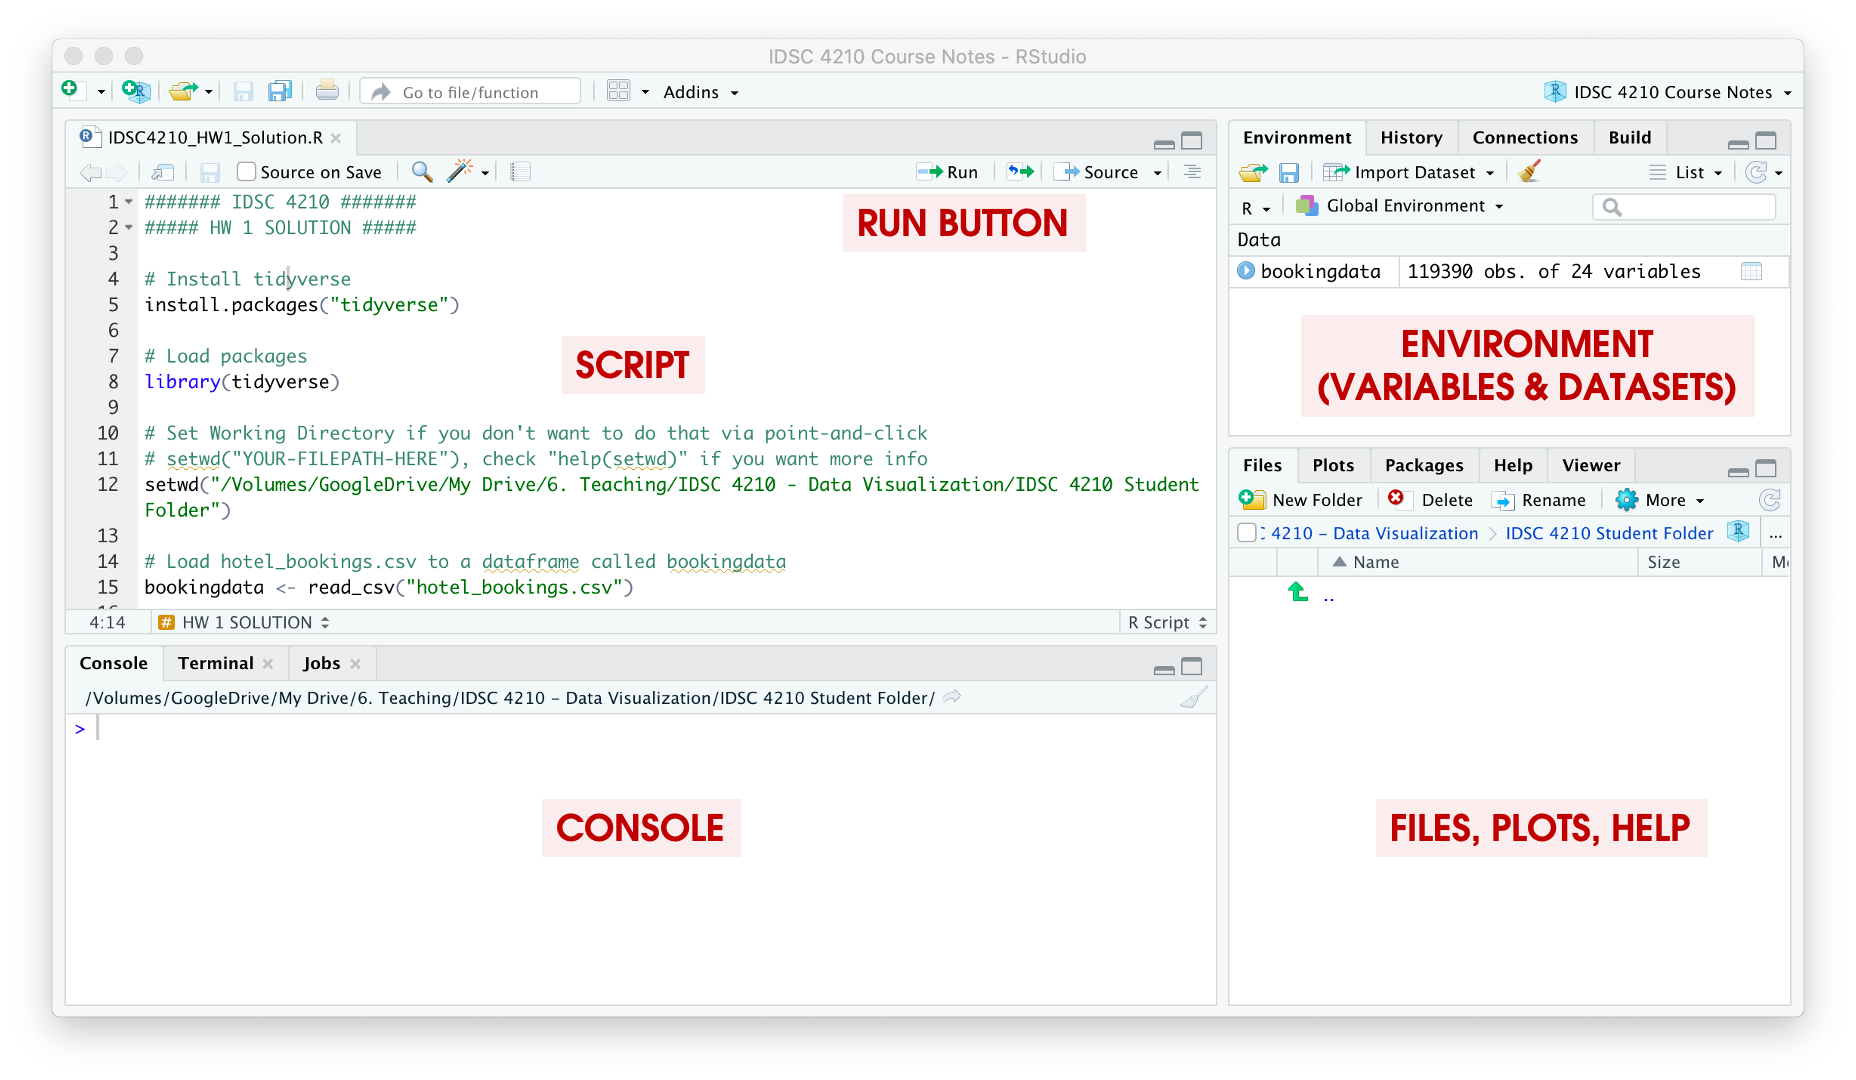 IDSC 4210 Course Notes - RStudio
Go to file/function
Addins
IDSC 4210 Course Notes
IDSC4210_HW1_Solution.R
Source on Save
Run
Source
1 ####### IDSC 4210 #######
2 ##### HW 1 SOLUTION #####
3
4 # Install tidyverse
5 install.packages("tidyverse")
6
7 # Load packages
8 library(tidyverse)
9
10 # Set Working Directory if you don't want to do that via point-and-click
11 # setwd("YOUR-FILEPATH-HERE"), check "help(setwd)" if you want more info
12 setwd("/Volumes/GoogleDrive/My Drive/6. Teaching/IDSC 4210 - Data Visualization/IDSC 4210 Student
Folder")
13
14 # Load hotel_bookings.csv to a dataframe called bookingdata
15 bookingdata <- read_csv("hotel_bookings.csv")
RUN BUTTON
SCRIPT
4:14
# HW 1 SOLUTION
R Script
Console
Terminal
Jobs
/Volumes/GoogleDrive/My Drive/6. Teaching/IDSC 4210 – Data Visualization/IDSC 4210 Student Folder/
>
CONSOLE
Environment
History
Connections
Build
Import Dataset
List
R
Global Environment
Data
bookingdata 119390 obs. of 24 variables
ENVIRONMENT
(VARIABLES & DATASETS)
Files
Plots
Packages
Help
Viewer
New Folder
Delete
Rename
More
4210 – Data Visualization
IDSC 4210 Student Folder
...
Name
Size
..
FILES, PLOTS, HELP